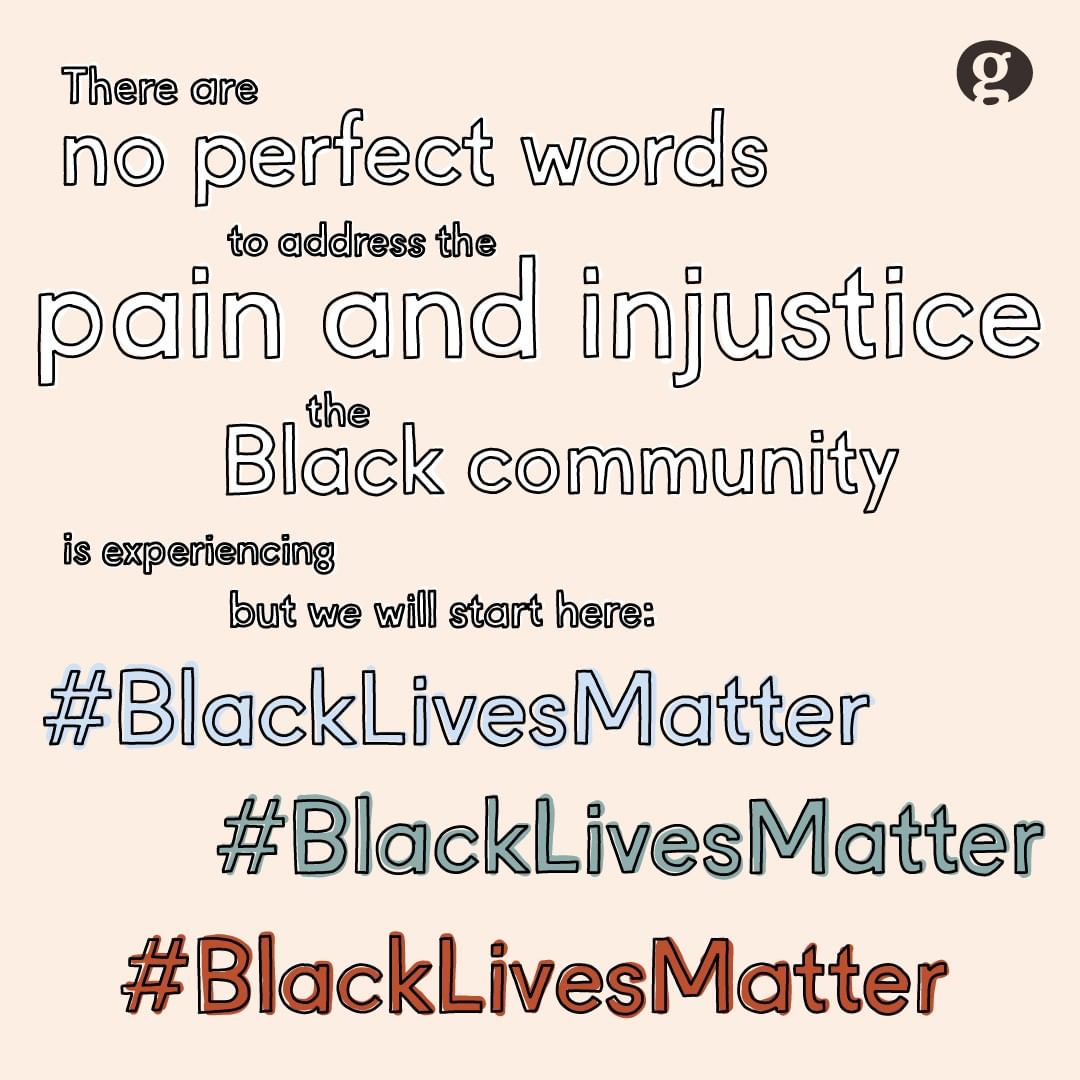 g
There are
no perfect words
to address the
pain and injustice
the
Black community
is experiencing
but we will start here:
#BlackLivesMatter
#BlackLivesMatter
#BlackLivesMatter